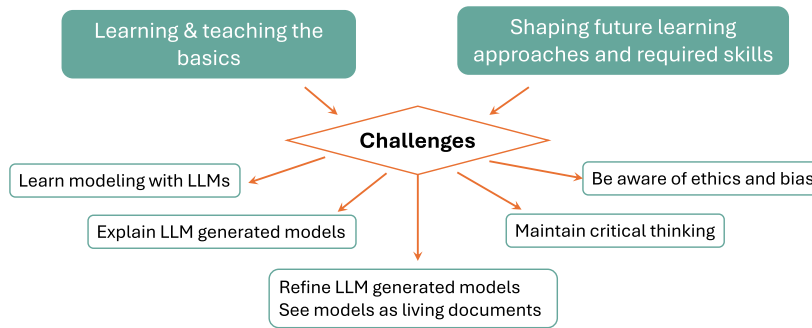 Learning & teaching the
basics
Shaping future learning
approaches and required skills
Challenges
Learn modeling with LLMs
Be aware of ethics and bias
Explain LLM generated models
Maintain critical thinking
Refine LLM generated models
See models as living documents